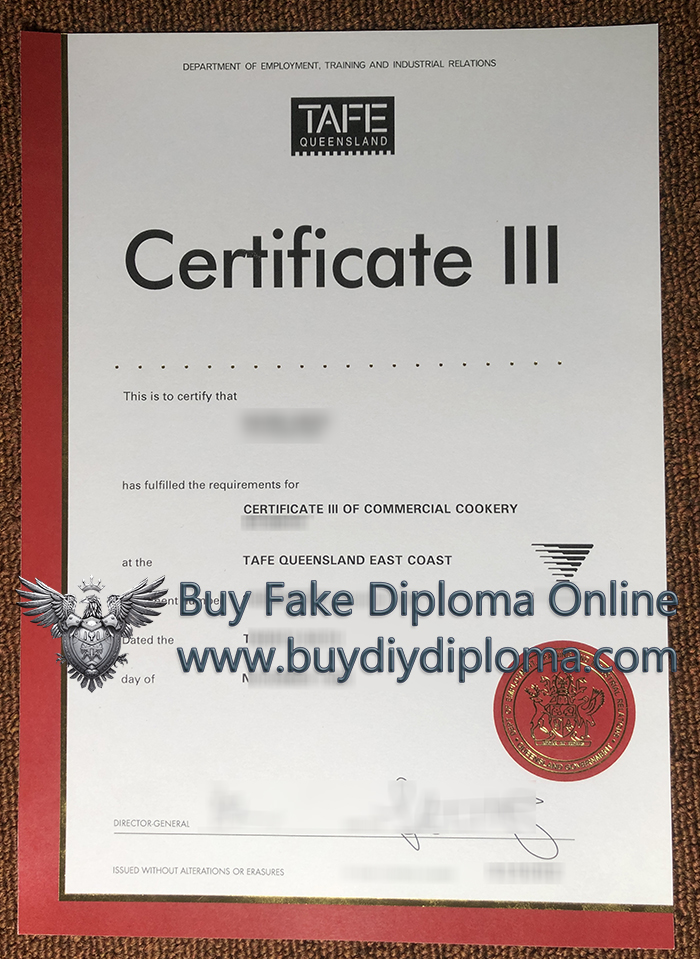 DEPARTMENT OF EMPLOYMENT, TRAINING AND INDUSTRIAL RELATIONS
TAFE
QUEENSLAND
Certificate III
This is to certify that
has fulfilled the requirements for
CERTIFICATE III OF COMMERCIAL COOKERY
at the
TAFE QUEENSLAND EAST COAST
Buy Fake Diploma Online
Dated the
www.buydiydiploma.com
day of
DIRECTOR-GENERAL
ISSUED WITHOUT ALTERATIONS OR ERASURES